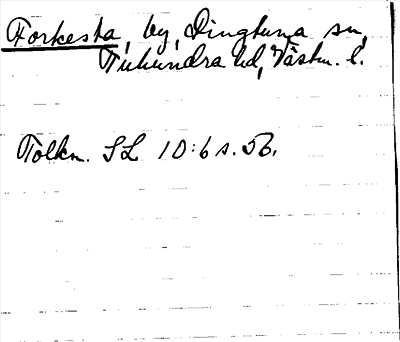 Forkesta, by, Dingtuna sn,
Tuhundra hd, Västm. l.
Tolkn. SL 10:6 s. 56.